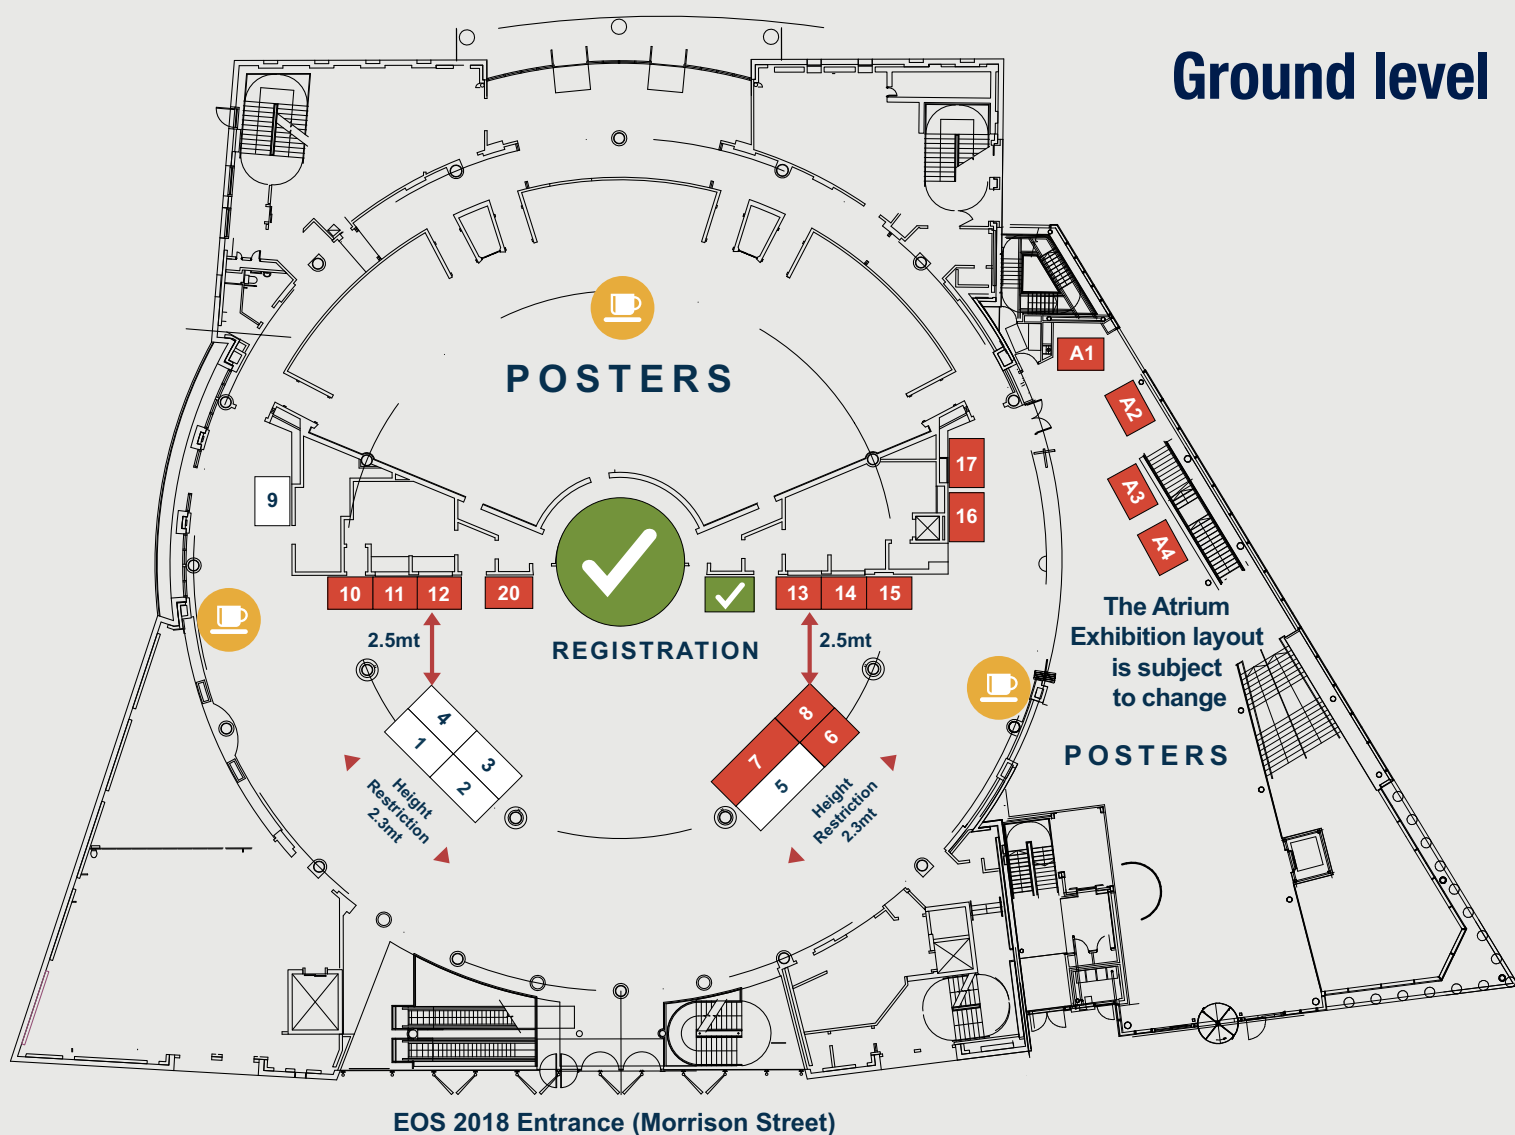 Ground level
POSTERS
A1
A2
A3
A4
17
16
9
10
11
12
20
13
14
15
2.5mt
REGISTRATION
2.5mt
The Atrium
Exhibition layout
is subject
to change
POSTERS
4
1
3
2
8
6
7
5
Height
Restriction
2.3mt
Height
Restriction
2.3mt
EOS 2018 Entrance (Morrison Street)